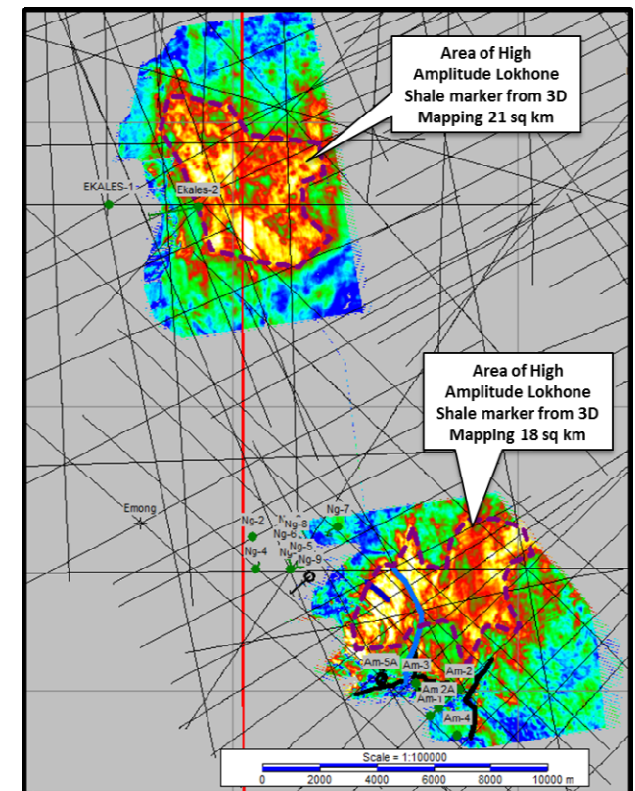 Area of High
Amplitude Lokhone
Shale marker from 3D
Mapping 21 sq km
EKALES-1
Ekales-2
Area of High
Amplitude Lokhone
Shale marker from 3D
Mapping 18 sq km
Emong
Ng-7
Ng-2
Ng-8
Ng-6
Ng-5
Ng-4
Ng-9
Am-5A
Am-3
Am-2
Am 2A
Am-1
Am-4
Scale = 1:100000
0 2000 4000 6000 8000 10000 m